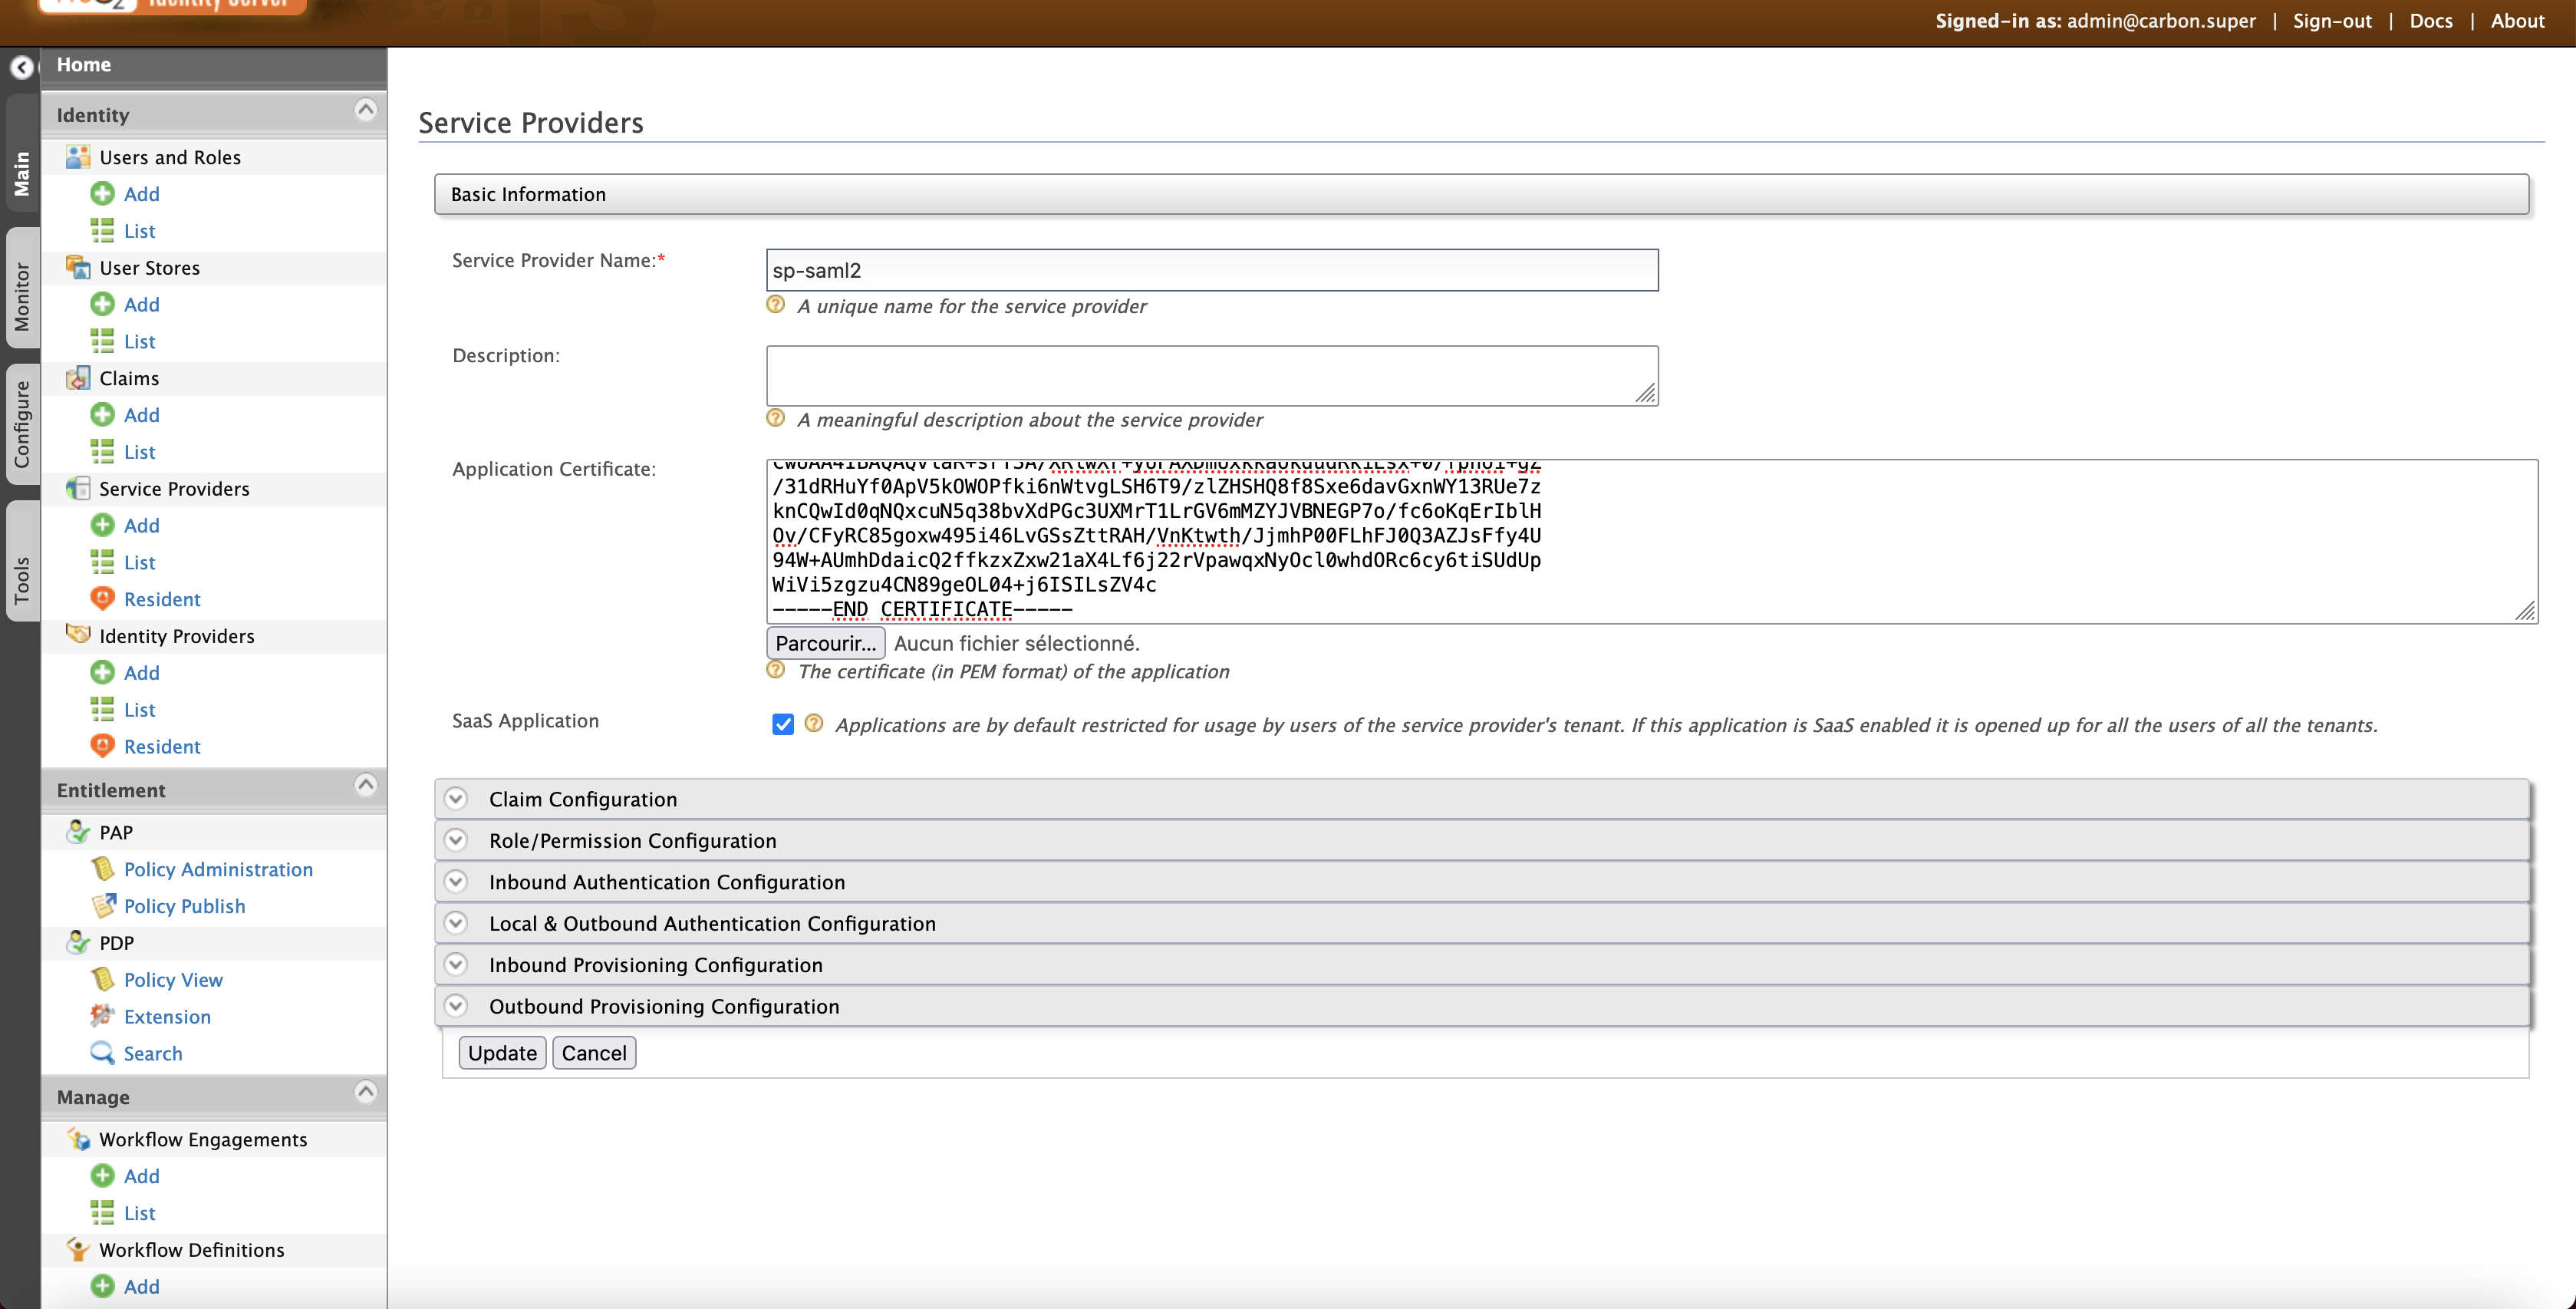 Identity Server
Signed-in as: admin@carbon.super | Sign-out | Docs | About
Main
Monitor
Configure
Tools
Home
Identity
Users and Roles
Add
List
User Stores
Add
List
Claims
Add
List
Service Providers
Add
List
Resident
Identity Providers
Add
List
Resident
Entitlement
PAP
Policy Administration
Policy Publish
PDP
Policy View
Extension
Search
Manage
Workflow Engagements
Add
List
Workflow Definitions
Add
Service Providers
Basic Information
Service Provider Name:*
sp-saml2
A unique name for the service provider
Description:
A meaningful description about the service provider
Application Certificate:
/31dRHuYf0ApV5kOWOPfki6nWtvgLSH6T9/zlZHSHQ8f8Sxe6davGxnWY13RUe7z
knCQwId0qNQxcuN5q38bvXdPGc3UXMrT1LrGV6mMZYJVBNEGP7o/fc6oKqErIblH
Ov/CFyRC85goxw495i46LvGSsZttRAH/VnKtwth/JjmhP00FLhFJ0Q3AZJsFfy4U
94W+AUmhDdaicQ2ffkzxZxw21aX4Lf6j22rVpawqxNyOcl0whdORc6cy6tiSUdUp
WiVi5zgzu4CN89geOL04+j6ISILsZV4c
-----END CERTIFICATE-----
Parcourir... Aucun fichier sélectionné.
The certificate (in PEM format) of the application
SaaS Application
Applications are by default restricted for usage by users of the service provider's tenant. If this application is SaaS enabled it is opened up for all the users of all the tenants.
Claim Configuration
Role/Permission Configuration
Inbound Authentication Configuration
Local & Outbound Authentication Configuration
Inbound Provisioning Configuration
Outbound Provisioning Configuration
Update Cancel